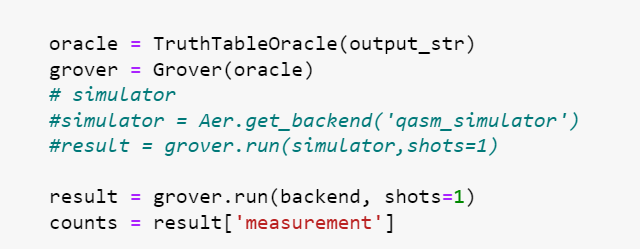 oracle = TruthTableOracle(output_str)
grover = Grover(oracle)
# simulator
#simulator = Aer.get_backend('qasm_simulator')
#result = grover.run(simulator,shots=1)
result = grover.run(backend, shots=1)
counts = result['measurement']